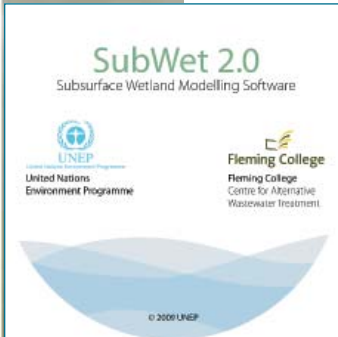 SubWet 2.0
Subsurface Wetland Modelling Software
UNEP
United Nations Environment Programme
United Nations
Environment Programme
Fleming College
Fleming College
Centre for Alternative
Wastewater Treatment
© 2009 UNEP